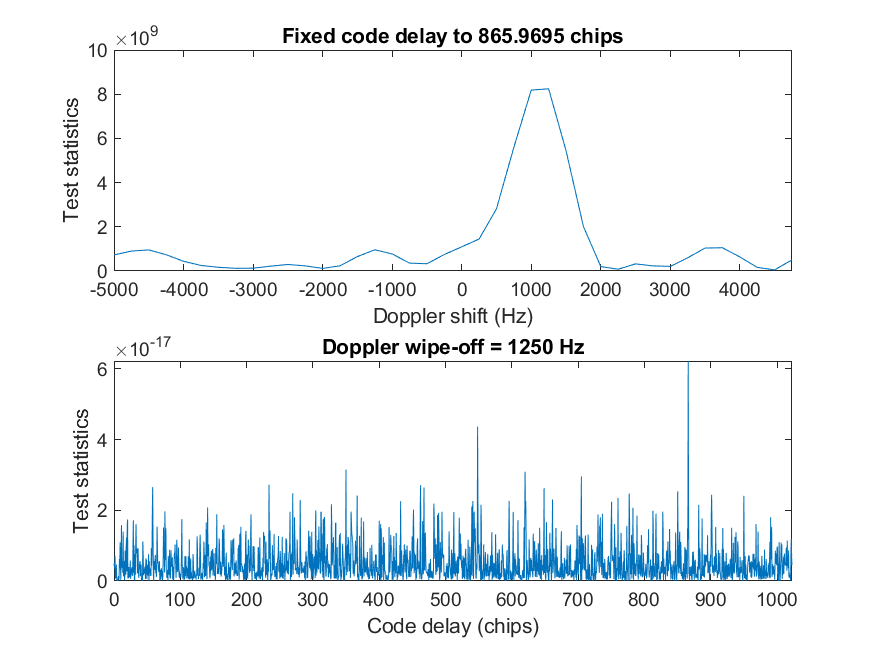 Fixed code delay to 865.9695 chips
×10^9
10
8
6
4
2
0
Test statistics
-5000 -4000 -3000 -2000 -1000 0 1000 2000 3000 4000
Doppler shift (Hz)
Doppler wipe-off = 1250 Hz
×10^-17
6
4
2
0
Test statistics
0 100 200 300 400 500 600 700 800 900 1000
Code delay (chips)